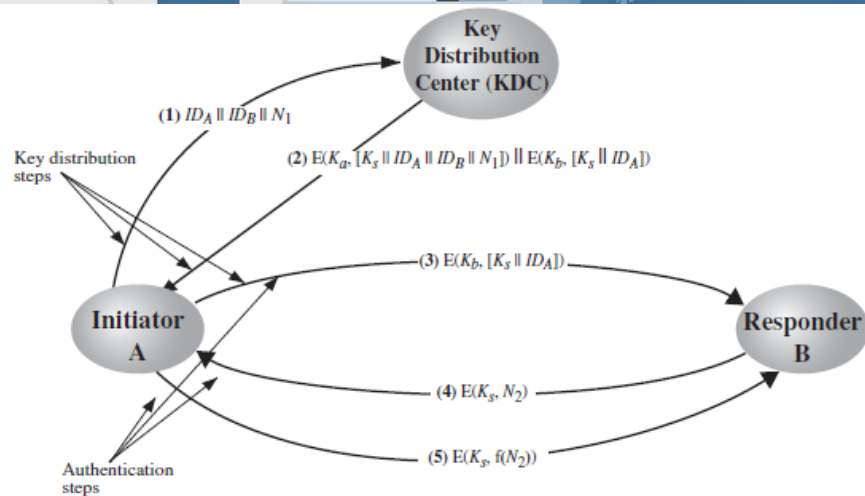 Key
Distribution
Center (KDC)
(1) ID_A || ID_B || N_1
Key distribution
steps
(2) E(K_a, [K_s || ID_A || ID_B || N_1]) || E(K_b, [K_s || ID_A])
(3) E(K_b, [K_s || ID_A])
Initiator
A
Responder
B
(4) E(K_s, N_2)
(5) E(K_s, f(N_2))
Authentication
steps